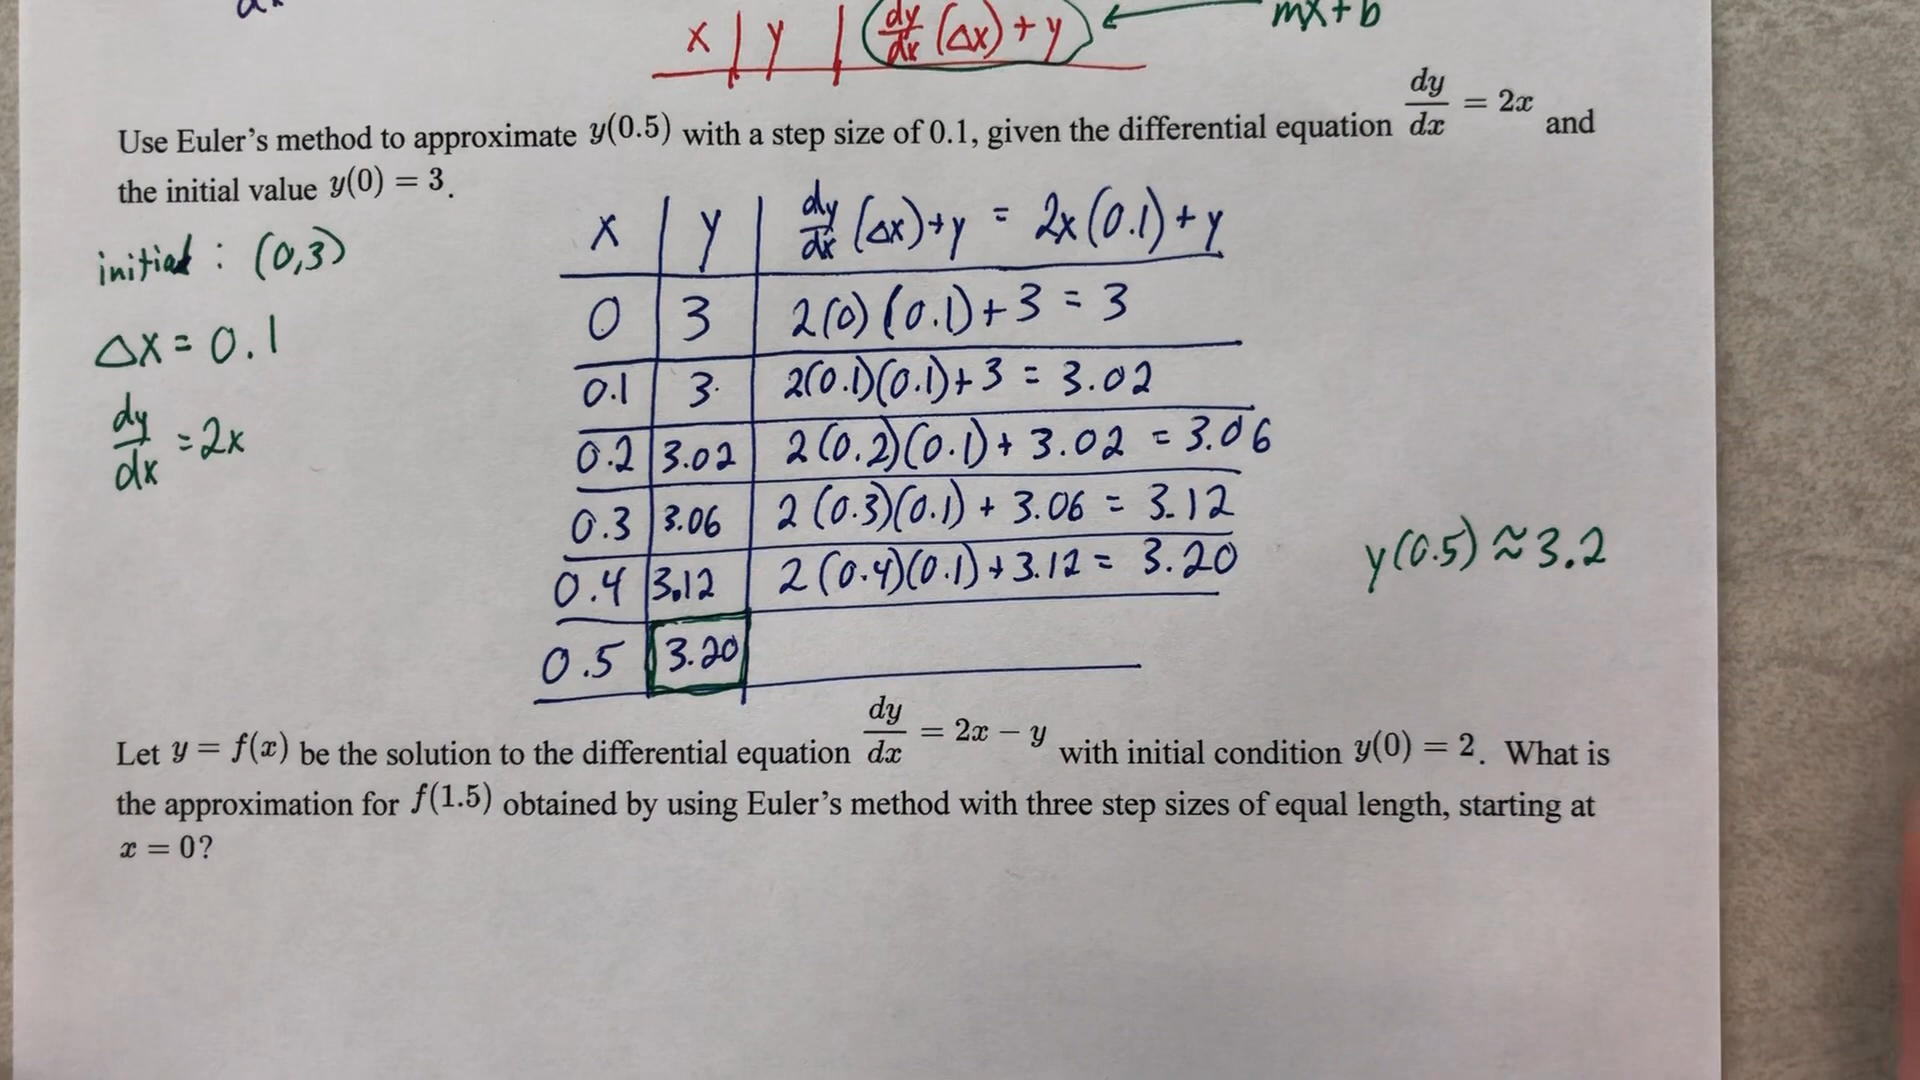 x | y | dy/dx (Δx) + y ← mx + b
Use Euler's method to approximate y(0.5) with a step size of 0.1, given the differential equation dy/dx = 2x and
the initial value y(0) = 3.
initial : (0,3)
Δx = 0.1
dy/dx = 2x
x | y | dy/dx (Δx)+y = 2x(0.1)+y
0 | 3 | 2(0)(0.1)+3 = 3
0.1 | 3. | 2(0.1)(0.1)+3 = 3.02
0.2 | 3.02 | 2(0.2)(0.1)+3.02 = 3.06
0.3 | 3.06 | 2(0.3)(0.1)+3.06 = 3.12
0.4 | 3.12 | 2(0.4)(0.1)+3.12 = 3.20
0.5 | 3.20
y(0.5) ≈ 3.2
Let y = f(x) be the solution to the differential equation dy/dx = 2x − y with initial condition y(0) = 2. What is
the approximation for f(1.5) obtained by using Euler's method with three step sizes of equal length, starting at
x = 0?